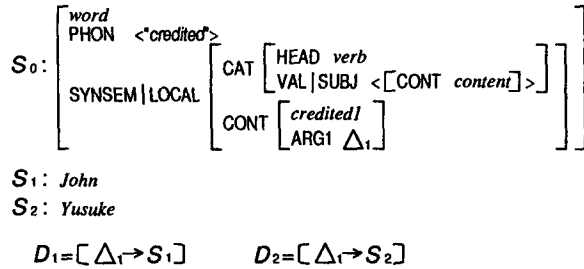 word
PHON <"credited">
S₀:
SYNSEM|LOCAL
CAT
HEAD verb
VAL|SUBJ <[CONT content]>
CONT
credited1
ARG1 △₁
S₁: John
S₂: Yusuke
D₁=[△₁→S₁] D₂=[△₁→S₂]